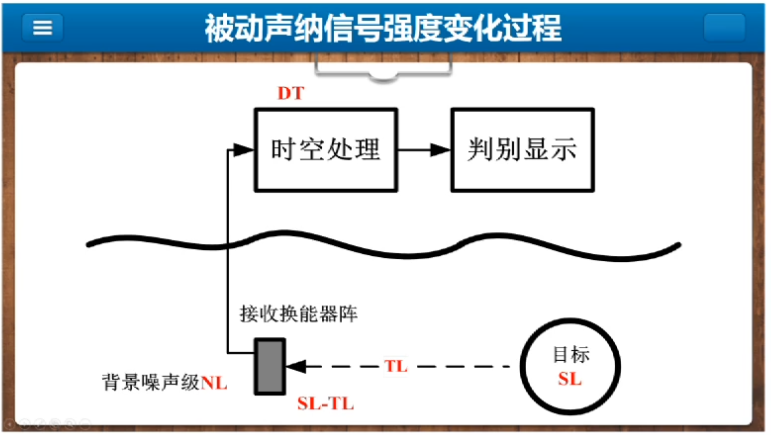 被动声纳信号强度变化过程
DT
时空处理
判别显示
接收换能器阵
背景噪声级NL
TL
SL-TL
目标
SL